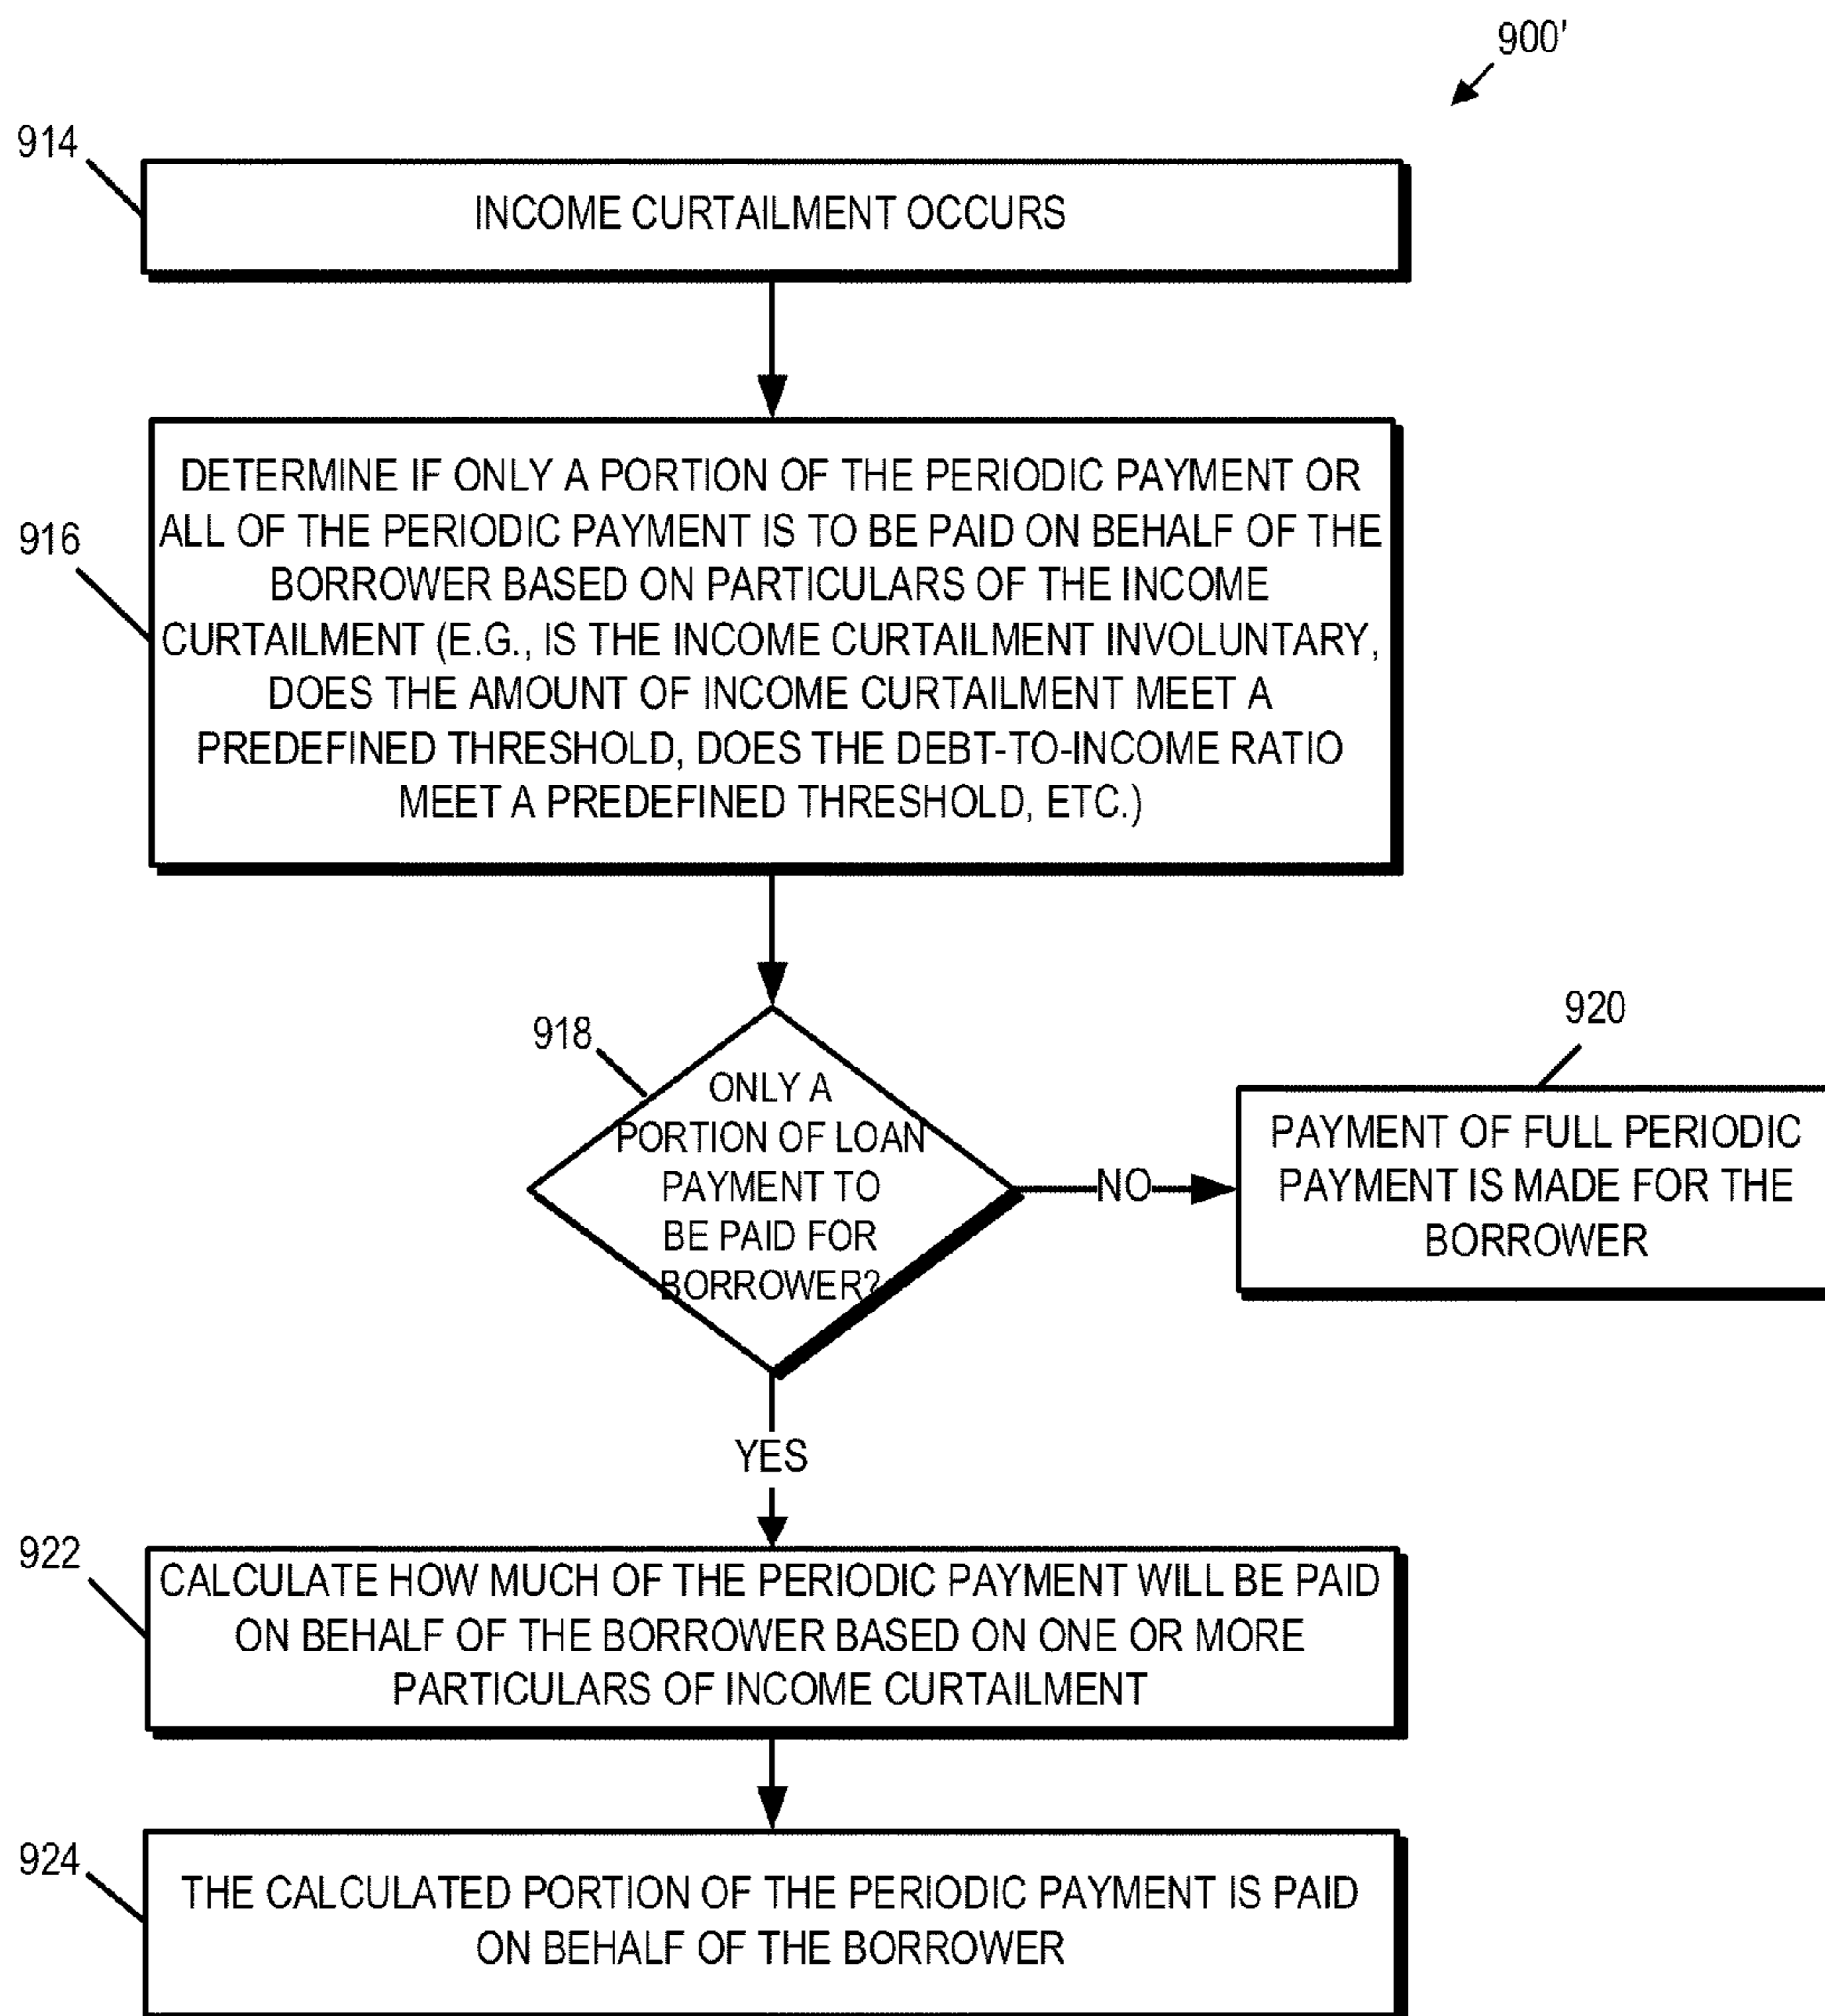 900'
914
INCOME CURTAILMENT OCCURS
916
DETERMINE IF ONLY A PORTION OF THE PERIODIC PAYMENT OR
ALL OF THE PERIODIC PAYMENT IS TO BE PAID ON BEHALF OF THE
BORROWER BASED ON PARTICULARS OF THE INCOME
CURTAILMENT (E.G., IS THE INCOME CURTAILMENT INVOLUNTARY,
DOES THE AMOUNT OF INCOME CURTAILMENT MEET A
PREDEFINED THRESHOLD, DOES THE DEBT-TO-INCOME RATIO
MEET A PREDEFINED THRESHOLD, ETC.)
918
ONLY A
PORTION OF LOAN
PAYMENT TO
BE PAID FOR
BORROWER?
NO
920
PAYMENT OF FULL PERIODIC
PAYMENT IS MADE FOR THE
BORROWER
YES
922
CALCULATE HOW MUCH OF THE PERIODIC PAYMENT WILL BE PAID
ON BEHALF OF THE BORROWER BASED ON ONE OR MORE
PARTICULARS OF INCOME CURTAILMENT
924
THE CALCULATED PORTION OF THE PERIODIC PAYMENT IS PAID
ON BEHALF OF THE BORROWER